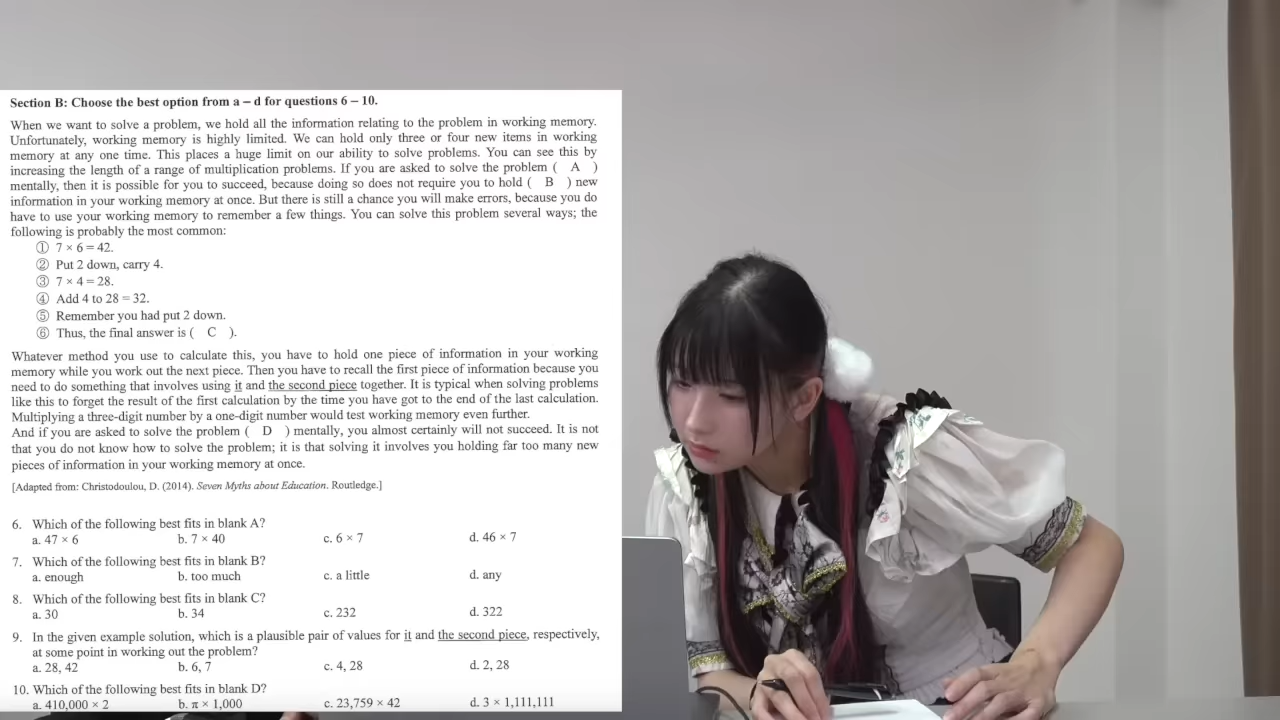 Section B: Choose the best option from a – d for questions 6 – 10.
When we want to solve a problem, we hold all the information relating to the problem in working memory.
Unfortunately, working memory is highly limited. We can hold only three or four new items in working
memory at any one time. This places a huge limit on our ability to solve problems. You can see this by
increasing the length of a range of multiplication problems. If you are asked to solve the problem ( A )
mentally, then it is possible for you to succeed, because doing so does not require you to hold ( B ) new
information in your working memory at once. But there is still a chance you will make errors, because you do
have to use your working memory to remember a few things. You can solve this problem several ways; the
following is probably the most common:
① 7 × 6 = 42.
② Put 2 down, carry 4.
③ 7 × 4 = 28.
④ Add 4 to 28 = 32.
⑤ Remember you had put 2 down.
⑥ Thus, the final answer is ( C ).
Whatever method you use to calculate this, you have to hold one piece of information in your working
memory while you work out the next piece. Then you have to recall the first piece of information because you
need to do something that involves using it and the second piece together. It is typical when solving problems
like this to forget the result of the first calculation by the time you have got to the end of the last calculation.
Multiplying a three-digit number by a one-digit number would test working memory even further.
And if you are asked to solve the problem ( D ) mentally, you almost certainly will not succeed. It is not
that you do not know how to solve the problem; it is that solving it involves you holding far too many new
pieces of information in your working memory at once.
[Adapted from: Christodoulou, D. (2014). Seven Myths about Education. Routledge.]
6. Which of the following best fits in blank A?
a. 47 × 6 b. 7 × 40 c. 6 × 7 d. 46 × 7
7. Which of the following best fits in blank B?
a. enough b. too much c. a little d. any
8. Which of the following best fits in blank C?
a. 30 b. 34 c. 232 d. 322
9. In the given example solution, which is a plausible pair of values for it and the second piece, respectively,
at some point in working out the problem?
a. 28, 42 b. 6, 7 c. 4, 28 d. 2, 28
10. Which of the following best fits in blank D?
a. 410,000 × 2 b. π × 1,000 c. 23,759 × 42 d. 3 × 1,111,111